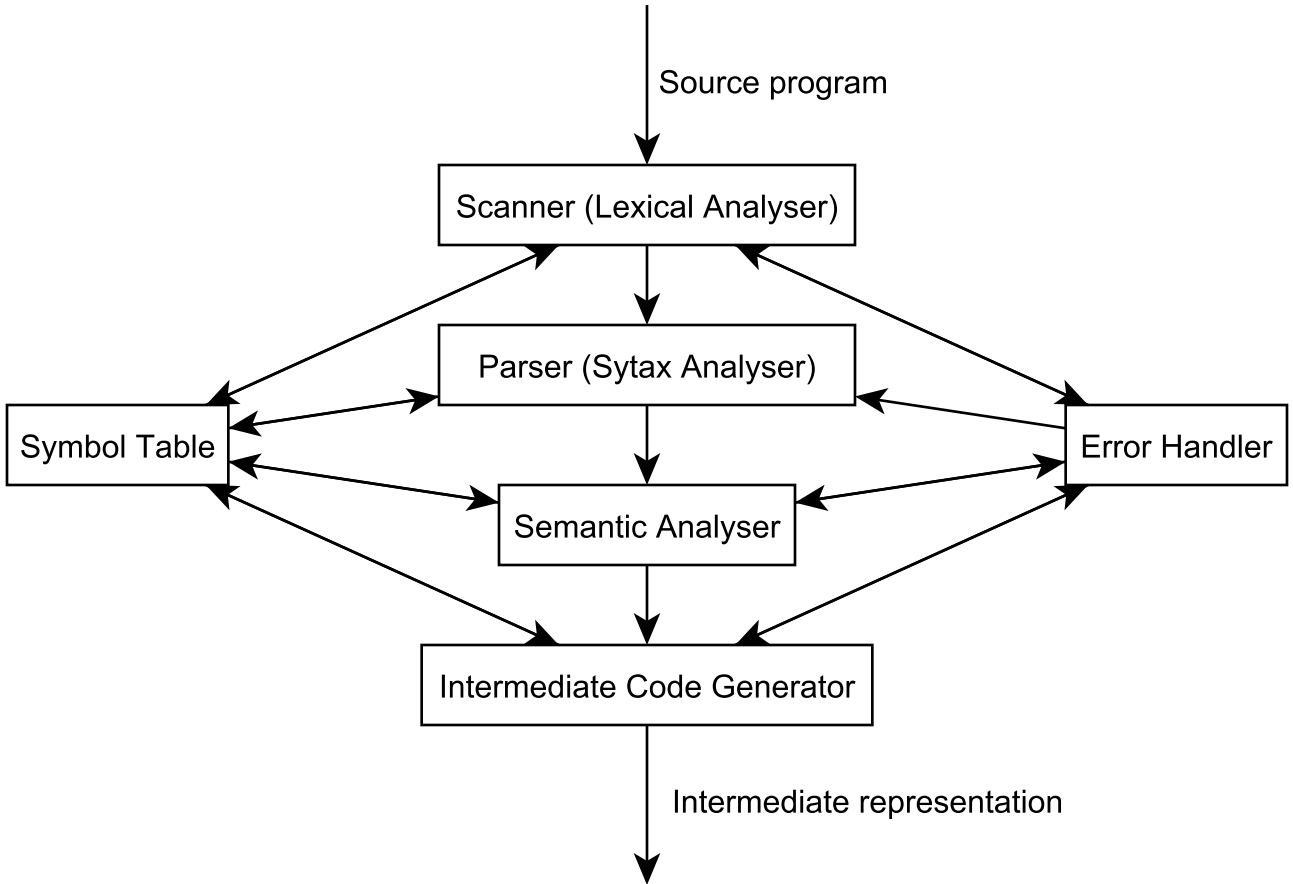 Source program
Scanner (Lexical Analyser)
Parser (Sytax Analyser)
Symbol Table
Error Handler
Semantic Analyser
Intermediate Code Generator
Intermediate representation